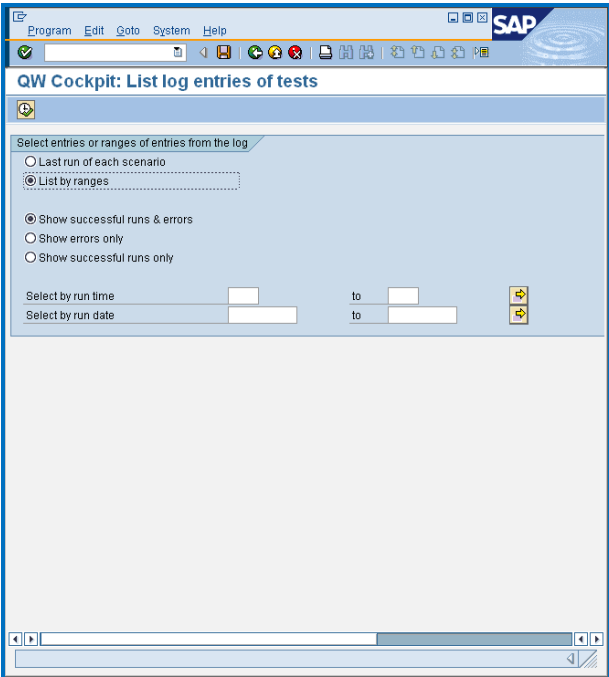 Program Edit Goto System Help
SAP
QW Cockpit: List log entries of tests
Select entries or ranges of entries from the log
Last run of each scenario
List by ranges
Show successful runs & errors
Show errors only
Show successful runs only
Select by run time to
Select by run date to